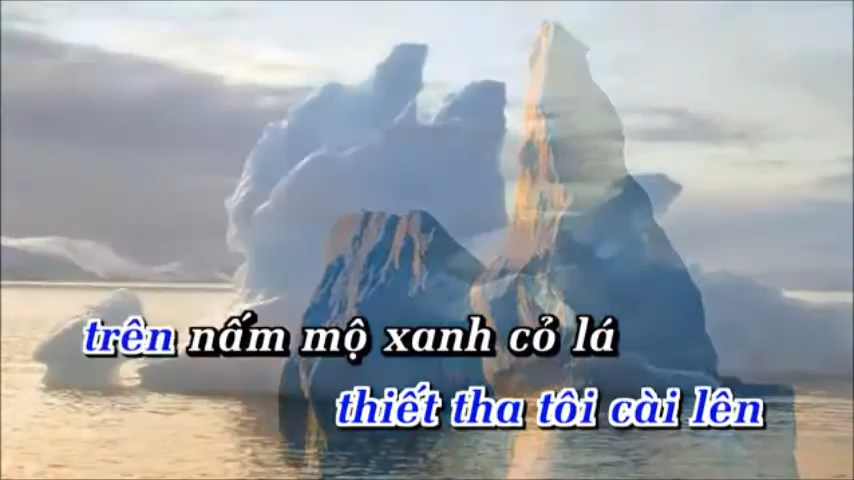 trên nấm mộ xanh cỏ lá
thiết tha tôi cài lên